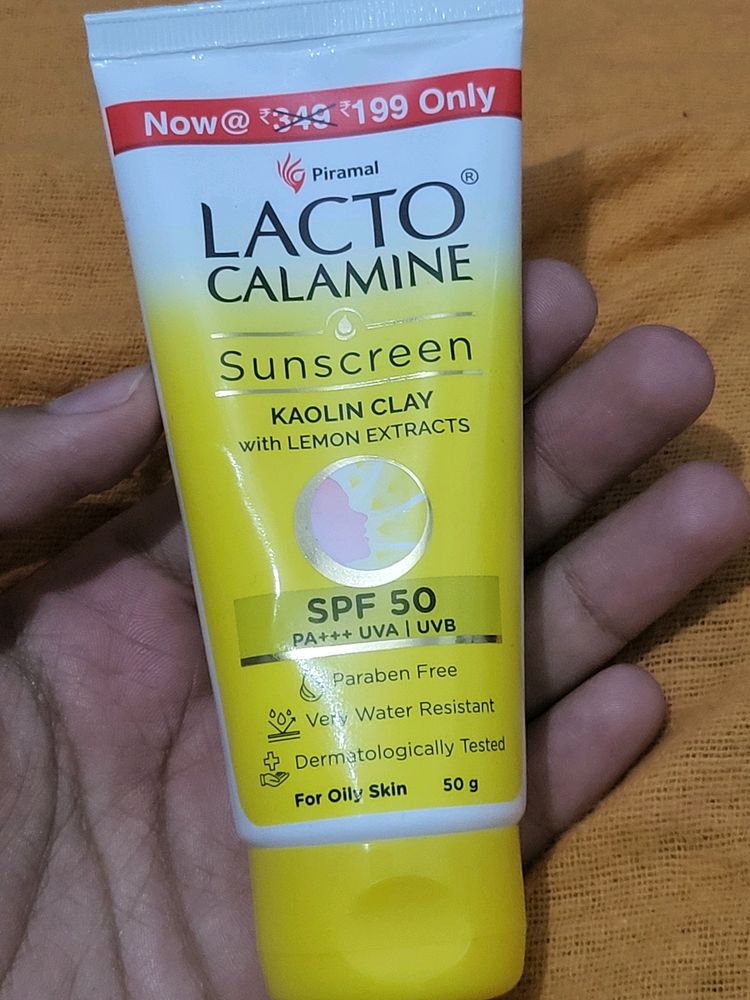 Now@ ₹349 ₹199 Only
Piramal
LACTO®
CALAMINE
Sunscreen
KAOLIN CLAY
with LEMON EXTRACTS
SPF 50
PA+++ UVA | UVB
Paraben Free
Very Water Resistant
Dermatologically Tested
For Oily Skin 50 g